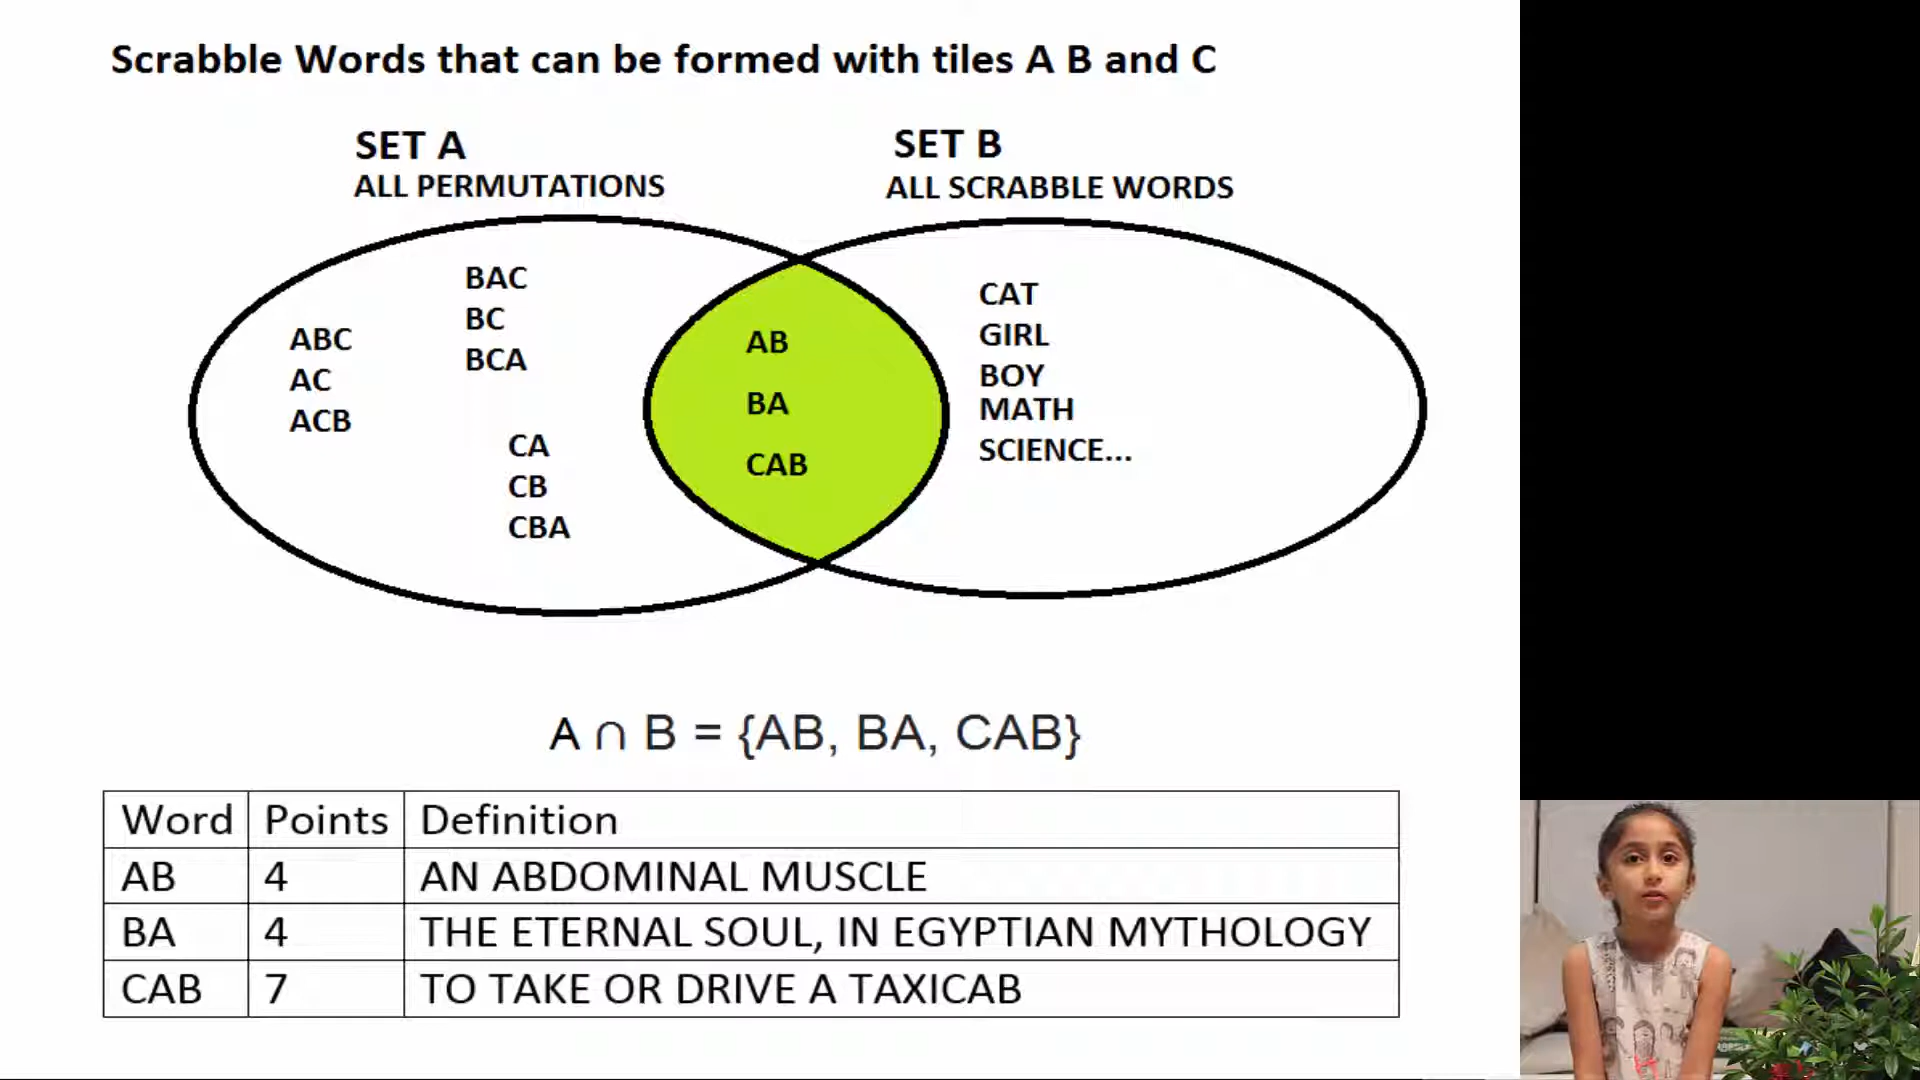 Scrabble Words that can be formed with tiles A B and C
SET A
ALL PERMUTATIONS
SET B
ALL SCRABBLE WORDS
ABC
AC
ACB
BAC
BC
BCA
CA
CB
CBA
AB
BA
CAB
CAT
GIRL
BOY
MATH
SCIENCE...
A ∩ B = {AB, BA, CAB}
Word Points Definition
AB 4 AN ABDOMINAL MUSCLE
BA 4 THE ETERNAL SOUL, IN EGYPTIAN MYTHOLOGY
CAB 7 TO TAKE OR DRIVE A TAXICAB